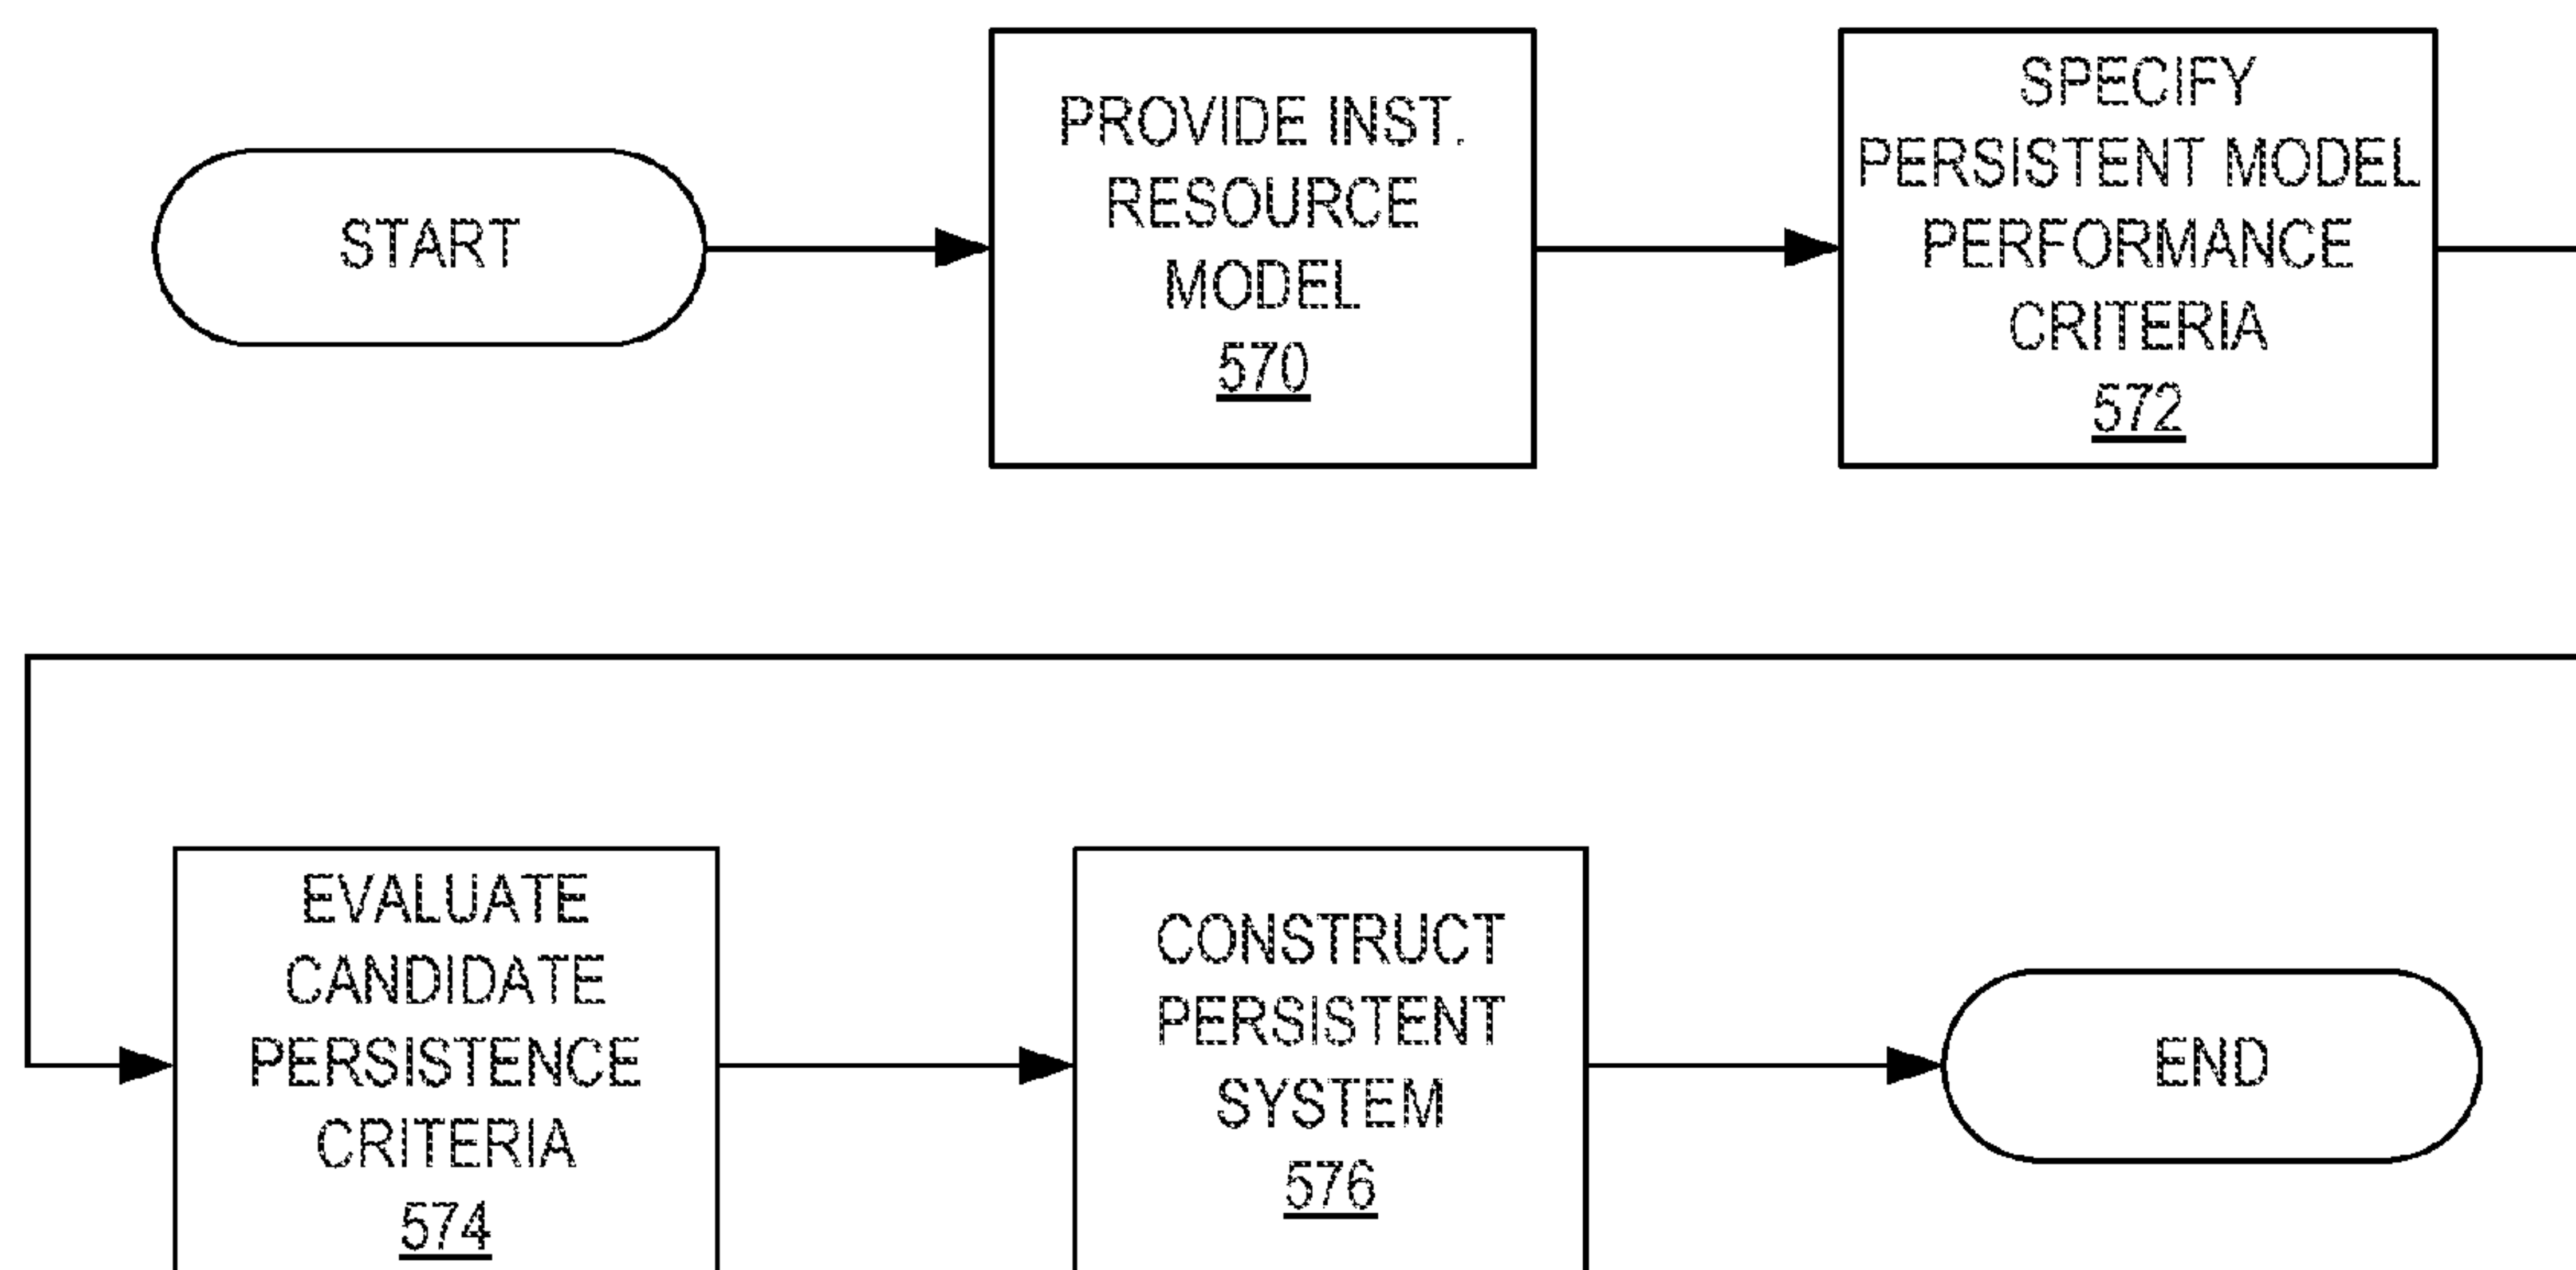 START
PROVIDE INST.
RESOURCE
MODEL
570
SPECIFY
PERSISTENT MODEL
PERFORMANCE
CRITERIA
572
EVALUATE
CANDIDATE
PERSISTENCE
CRITERIA
574
CONSTRUCT
PERSISTENT
SYSTEM
576
END